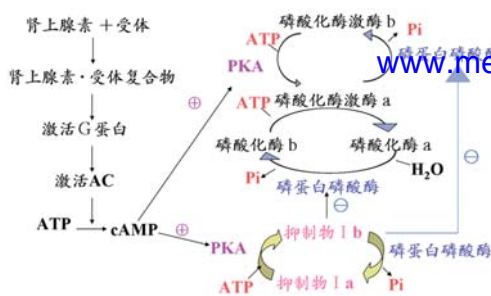 肾上腺素＋受体
肾上腺素·受体复合物
激活G蛋白
激活AC
ATP
cAMP
⊕
PKA
⊕
PKA
磷酸化酶激酶b
ATP
Pi
磷蛋白磷酸酶
www.me
磷酸化酶激酶a
ATP
磷酸化酶b
磷酸化酶a
Pi
H₂O
磷蛋白磷酸酶
⊖
⊖
抑制物Ⅰb
磷蛋白磷酸酶
抑制物Ⅰa
ATP
Pi